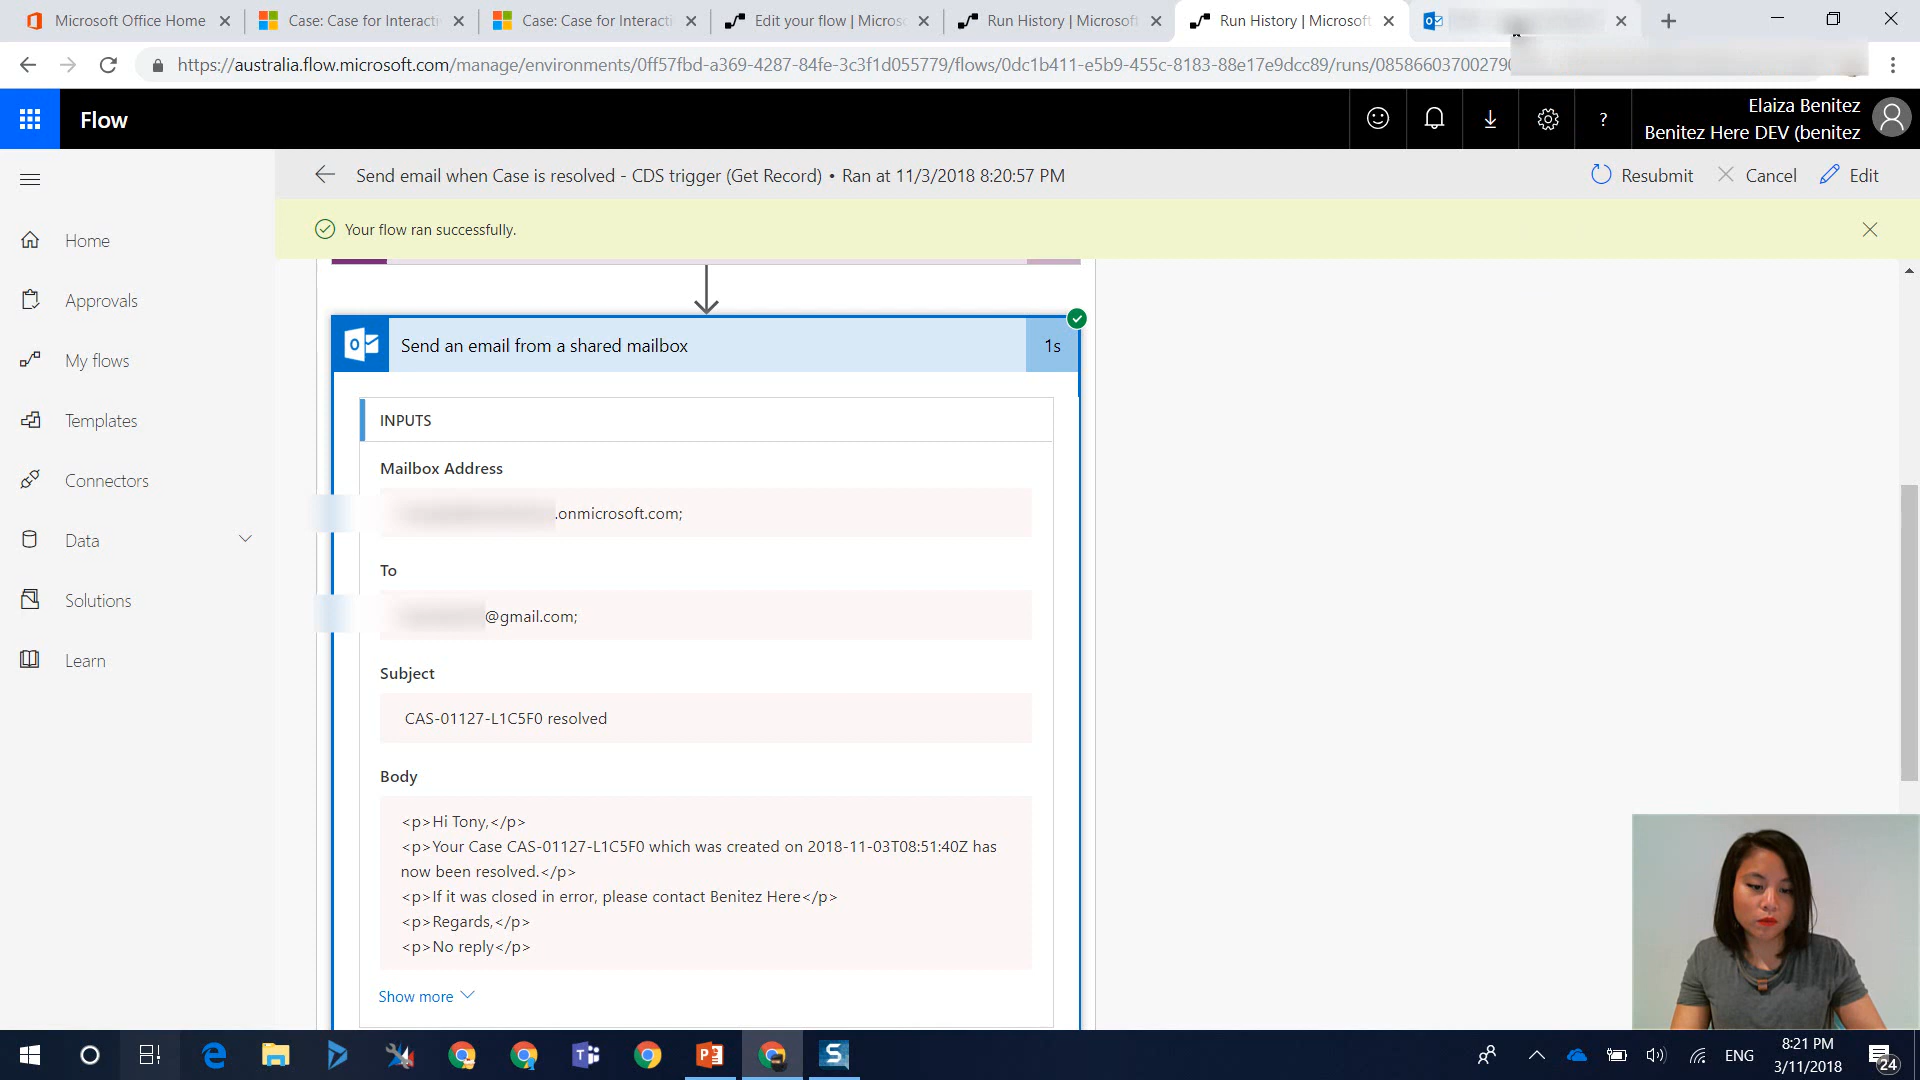 Microsoft Office Home
Case: Case for Interacti
Case: Case for Interacti
Edit your flow | Microso
Run History | Microsoft
Run History | Microsoft
https://australia.flow.microsoft.com/manage/environments/0ff57fbd-a369-4287-84fe-3c3f1d055779/flows/0dc1b411-e5b9-455c-8183-88e17e9dcc89/runs/08586603700279
Flow
?
Elaiza Benitez
Benitez Here DEV (benitez
Send email when Case is resolved - CDS trigger (Get Record) • Ran at 11/3/2018 8:20:57 PM
Resubmit
Cancel
Edit
Your flow ran successfully.
Home
Approvals
My flows
Templates
Connectors
Data
Solutions
Learn
Send an email from a shared mailbox
1s
INPUTS
Mailbox Address
.onmicrosoft.com;
To
@gmail.com;
Subject
CAS-01127-L1C5F0 resolved
Body
<p>Hi Tony,</p>
<p>Your Case CAS-01127-L1C5F0 which was created on 2018-11-03T08:51:40Z has
now been resolved.</p>
<p>If it was closed in error, please contact Benitez Here</p>
<p>Regards,</p>
<p>No reply</p>
Show more
ENG
8:21 PM
3/11/2018
24